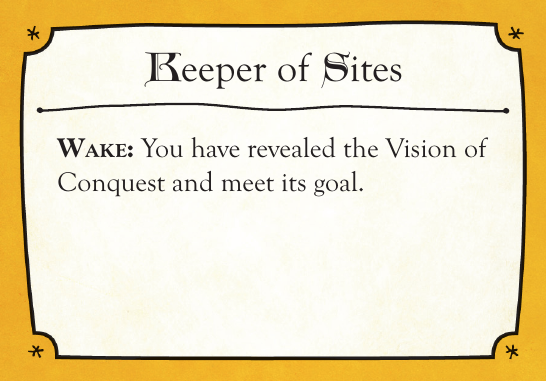 Keeper of Sites
WAKE: You have revealed the Vision of
Conquest and meet its goal.